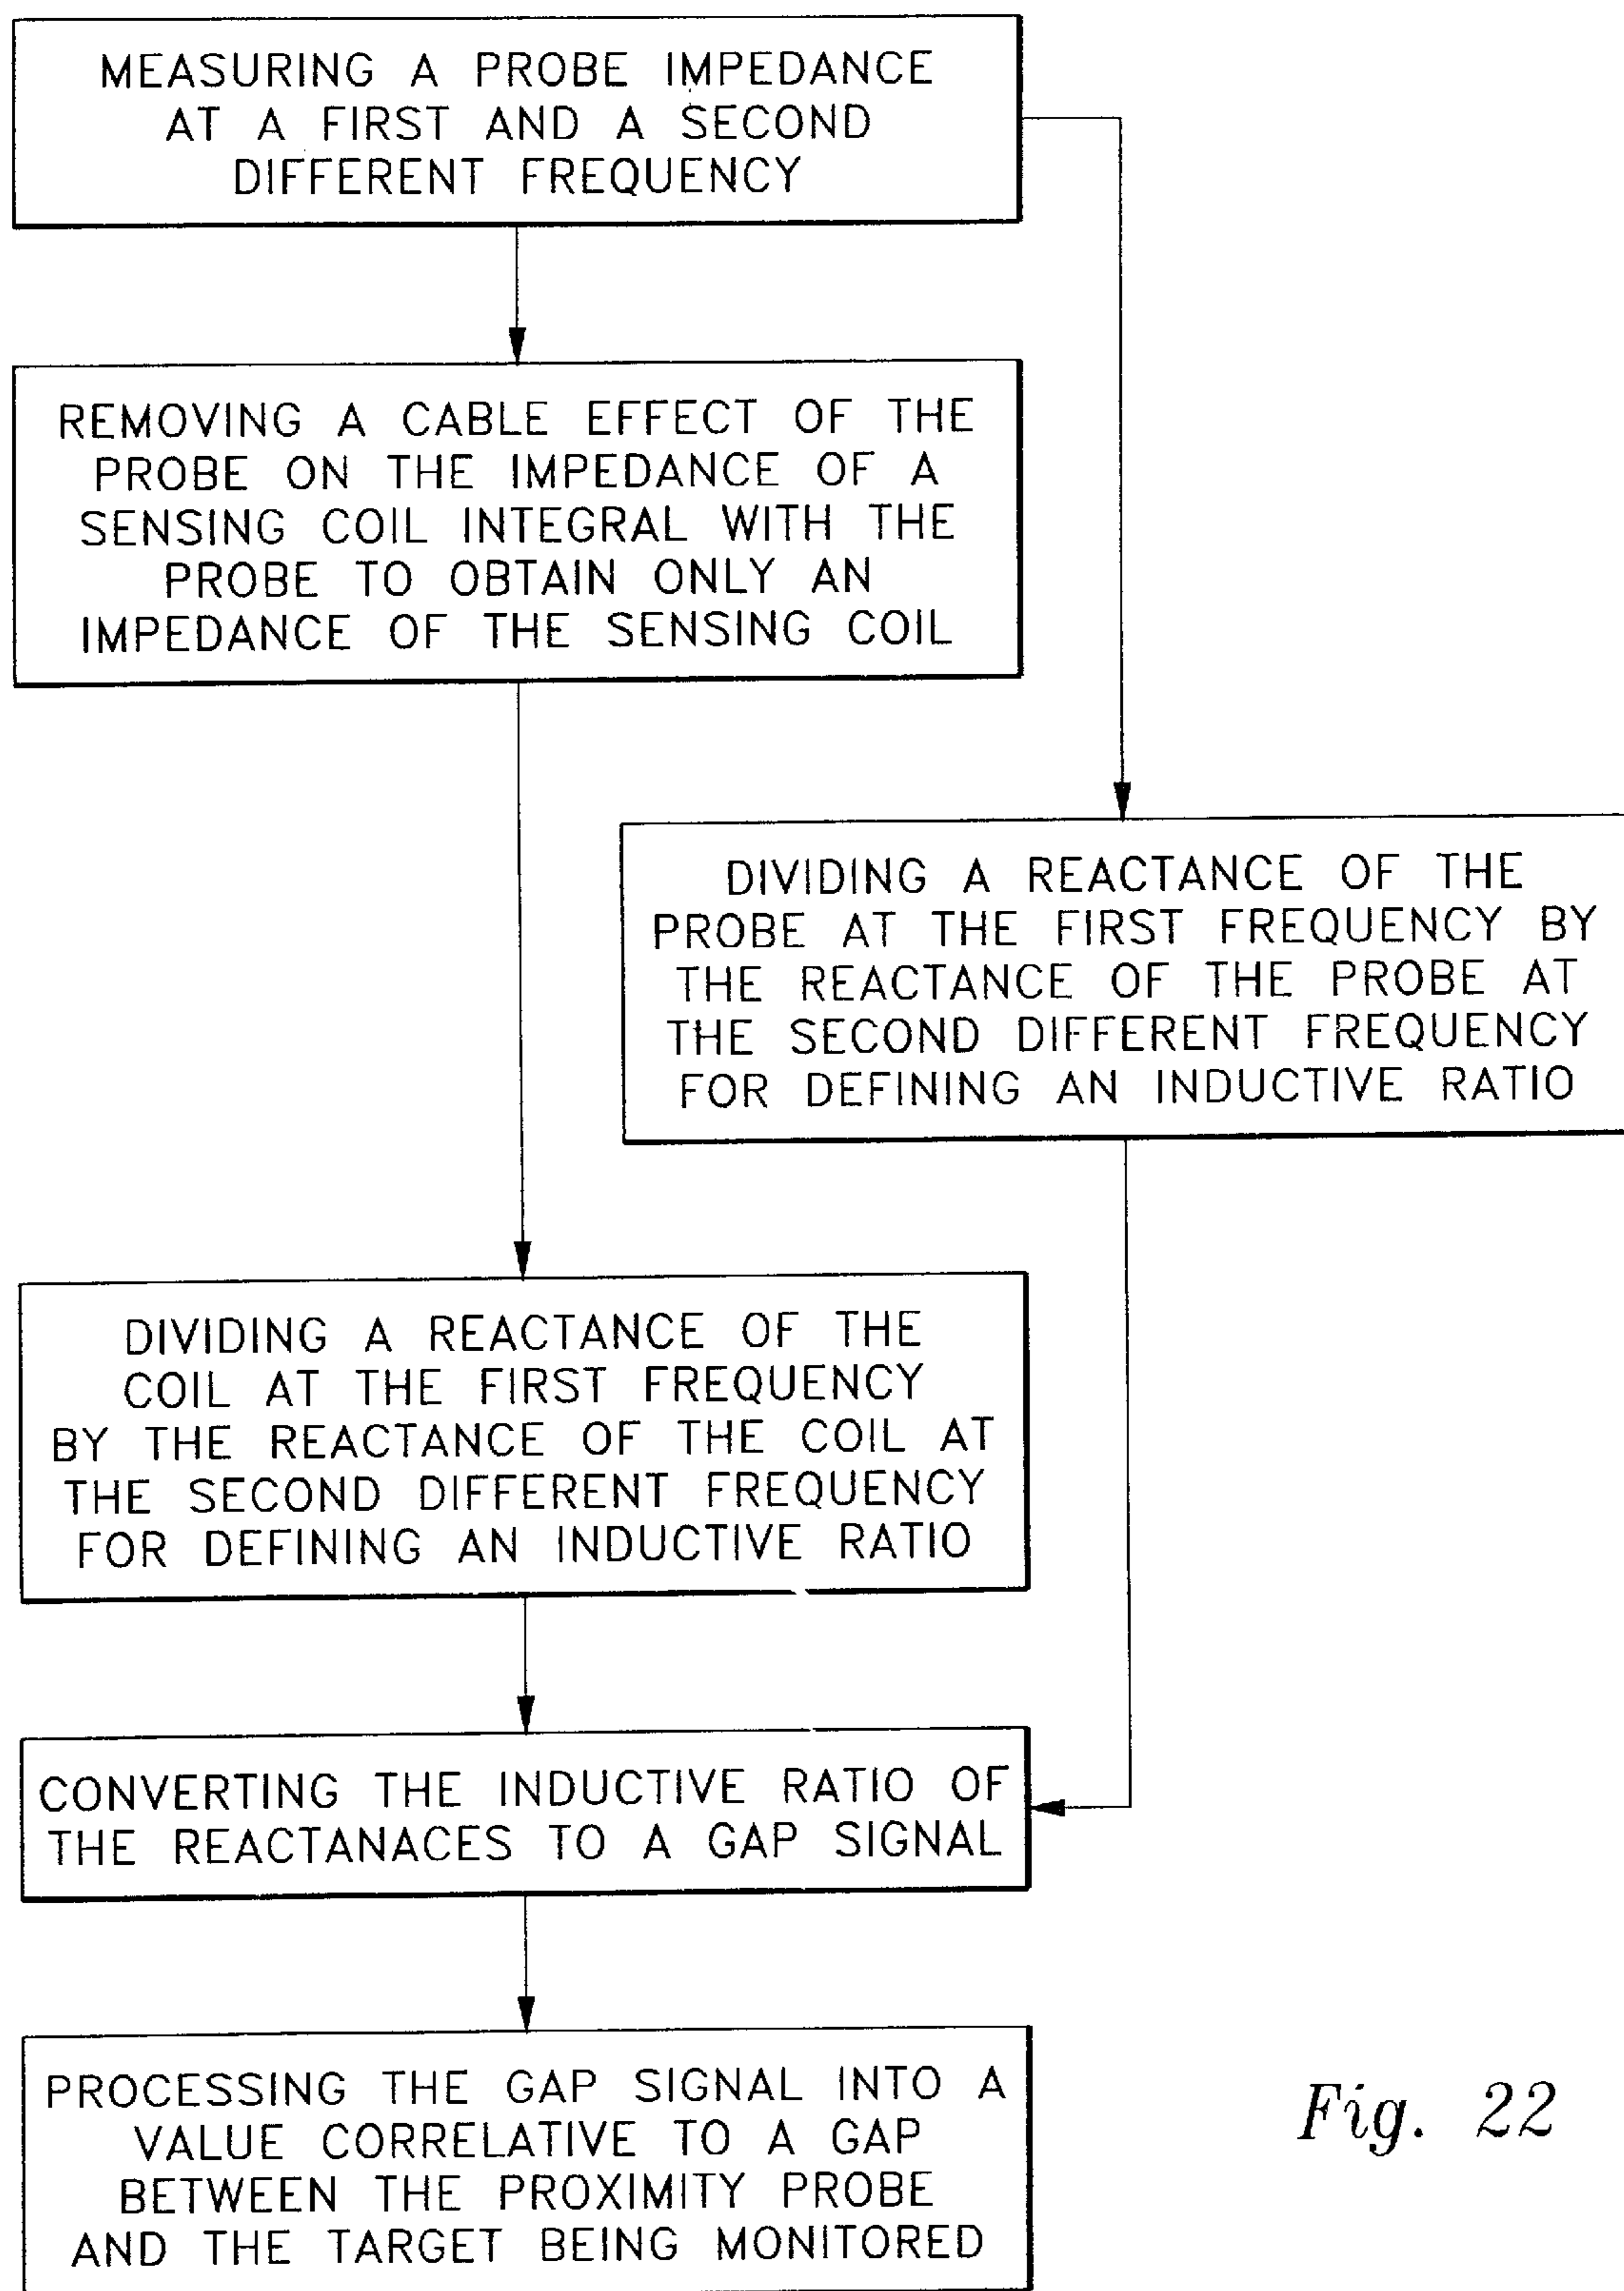 MEASURING A PROBE IMPEDANCE
AT A FIRST AND A SECOND
DIFFERENT FREQUENCY
REMOVING A CABLE EFFECT OF THE
PROBE ON THE IMPEDANCE OF A
SENSING COIL INTEGRAL WITH THE
PROBE TO OBTAIN ONLY AN
IMPEDANCE OF THE SENSING COIL
DIVIDING A REACTANCE OF THE
PROBE AT THE FIRST FREQUENCY BY
THE REACTANCE OF THE PROBE AT
THE SECOND DIFFERENT FREQUENCY
FOR DEFINING AN INDUCTIVE RATIO
DIVIDING A REACTANCE OF THE
COIL AT THE FIRST FREQUENCY
BY THE REACTANCE OF THE COIL AT
THE SECOND DIFFERENT FREQUENCY
FOR DEFINING AN INDUCTIVE RATIO
CONVERTING THE INDUCTIVE RATIO OF
THE REACTANACES TO A GAP SIGNAL
PROCESSING THE GAP SIGNAL INTO A
VALUE CORRELATIVE TO A GAP
BETWEEN THE PROXIMITY PROBE
AND THE TARGET BEING MONITORED
Fig. 22